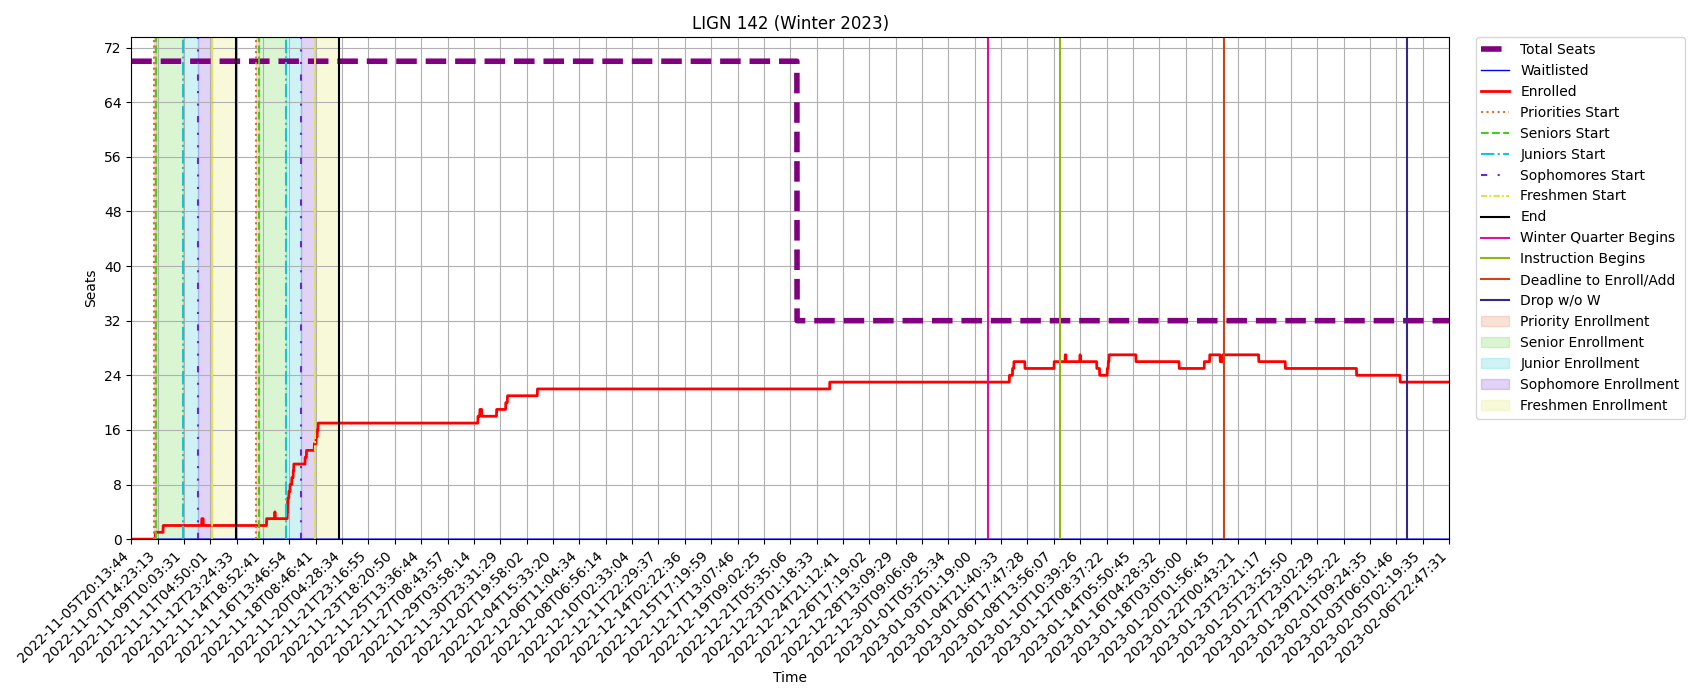 LIGN 142 (Winter 2023)
72
64
56
48
40
32
24
16
8
0
Seats
2022-11-05T20:13:44
2022-11-07T14:23:13
2022-11-09T10:03:31
2022-11-11T04:50:01
2022-11-12T23:24:33
2022-11-14T18:52:41
2022-11-16T13:46:54
2022-11-18T08:46:41
2022-11-20T04:28:34
2022-11-21T23:16:55
2022-11-23T18:20:50
2022-11-25T13:36:44
2022-11-27T08:43:57
2022-11-29T03:58:14
2022-11-30T23:31:29
2022-12-02T19:58:02
2022-12-04T15:33:20
2022-12-06T11:04:34
2022-12-08T06:56:14
2022-12-10T02:33:04
2022-12-11T22:29:37
2022-12-14T02:22:36
2022-12-15T17:19:59
2022-12-17T13:07:46
2022-12-19T09:02:25
2022-12-21T05:35:06
2022-12-23T01:18:33
2022-12-24T21:12:41
2022-12-26T17:19:02
2022-12-28T13:09:29
2022-12-30T09:06:08
2023-01-01T05:25:34
2023-01-03T01:19:00
2023-01-04T21:40:33
2023-01-06T17:47:28
2023-01-08T13:56:07
2023-01-10T10:39:26
2023-01-12T08:37:22
2023-01-14T05:50:45
2023-01-16T04:28:32
2023-01-18T03:05:00
2023-01-20T01:56:45
2023-01-22T00:43:21
2023-01-23T23:21:17
2023-01-25T23:25:50
2023-01-27T23:02:29
2023-01-29T21:52:22
2023-02-01T09:24:35
2023-02-03T06:01:46
2023-02-05T02:19:35
2023-02-06T22:47:31
Time
Total Seats
Waitlisted
Enrolled
Priorities Start
Seniors Start
Juniors Start
Sophomores Start
Freshmen Start
End
Winter Quarter Begins
Instruction Begins
Deadline to Enroll/Add
Drop w/o W
Priority Enrollment
Senior Enrollment
Junior Enrollment
Sophomore Enrollment
Freshmen Enrollment